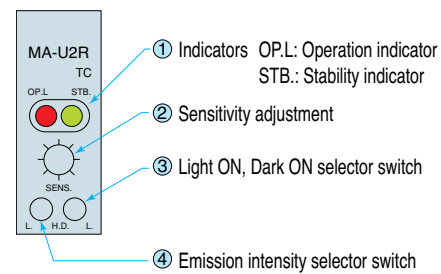 MA-U2R
TC
OP.L STB.
SENS.
L. H.D. L.
① Indicators OP.L: Operation indicator
STB.: Stability indicator
② Sensitivity adjustment
③ Light ON, Dark ON selector switch
④ Emission intensity selector switch